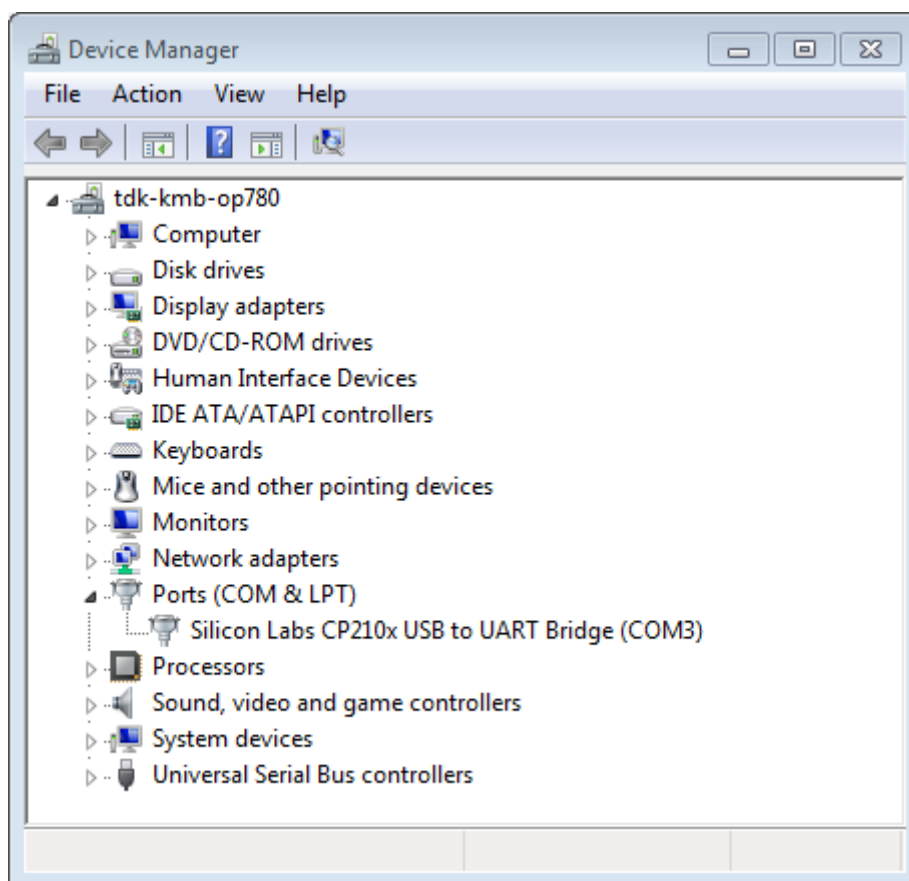 Device Manager
File Action View Help
tdk-kmb-op780
Computer
Disk drives
Display adapters
DVD/CD-ROM drives
Human Interface Devices
IDE ATA/ATAPI controllers
Keyboards
Mice and other pointing devices
Monitors
Network adapters
Ports (COM & LPT)
Silicon Labs CP210x USB to UART Bridge (COM3)
Processors
Sound, video and game controllers
System devices
Universal Serial Bus controllers